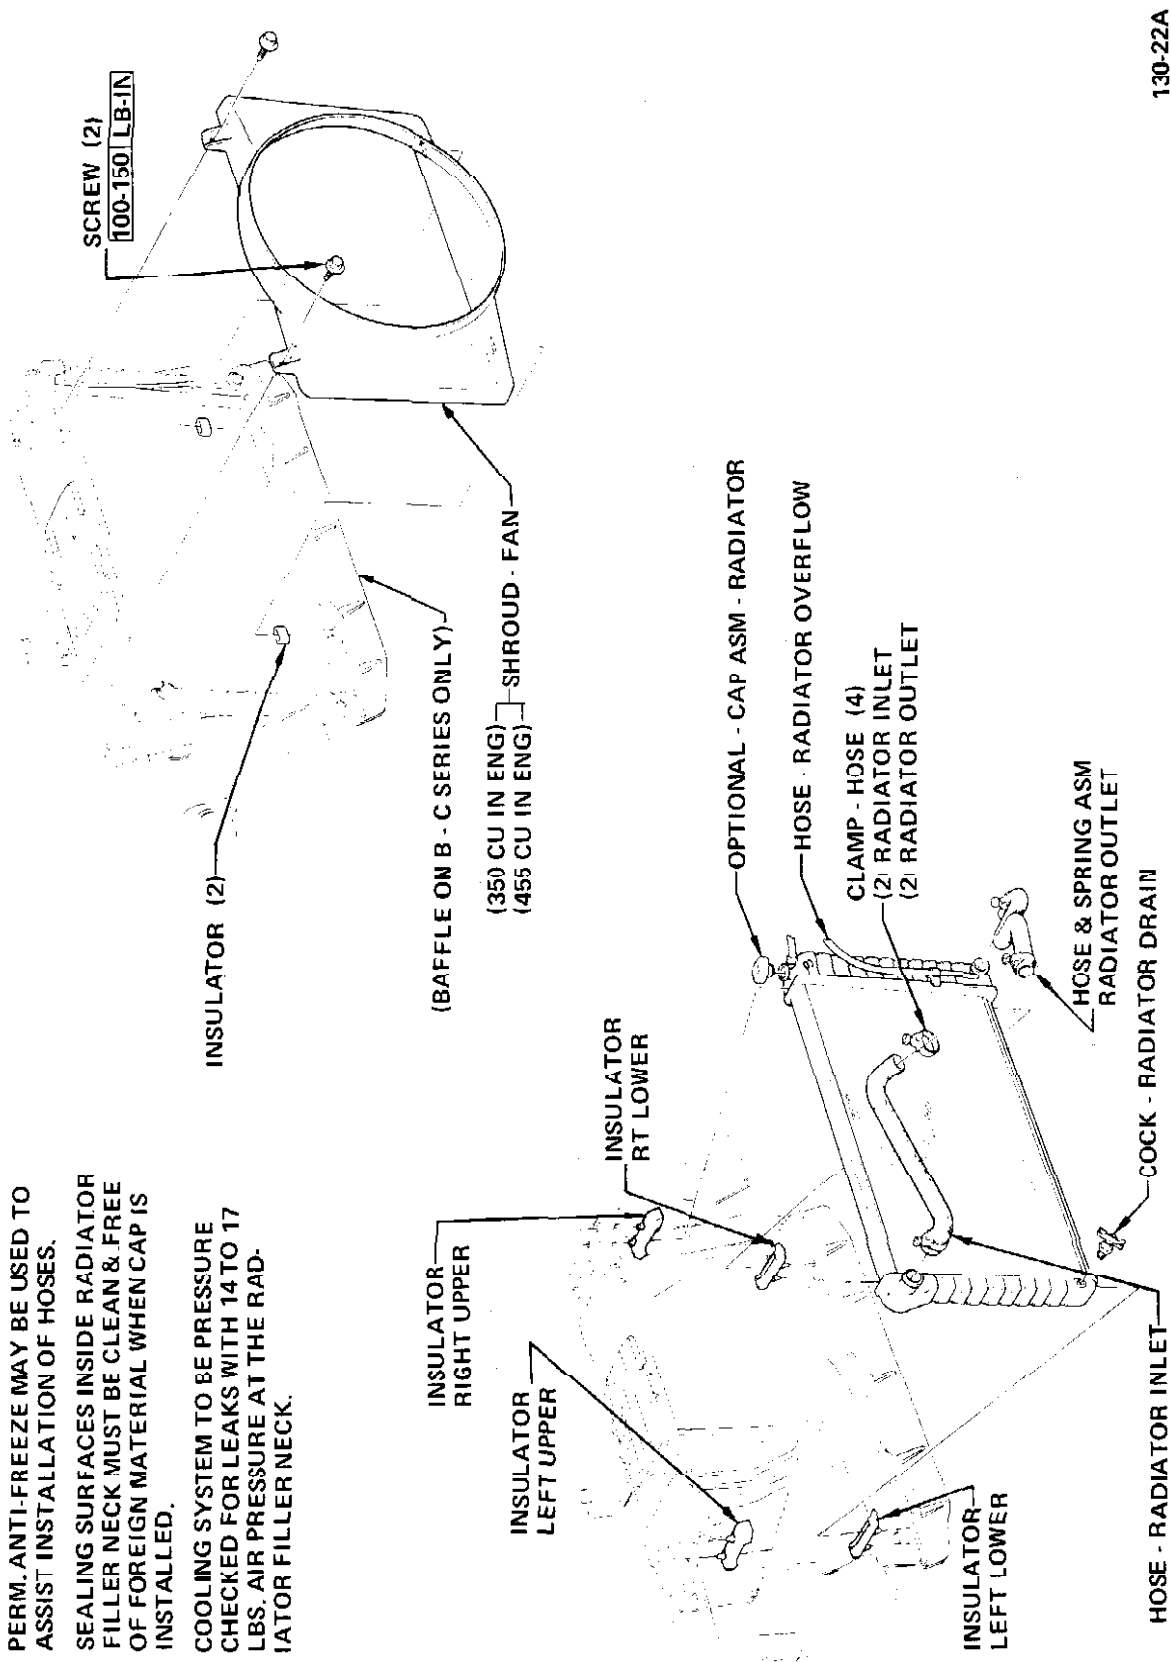 PERM. ANTI-FREEZE MAY BE USED TO
ASSIST INSTALLATION OF HOSES.
SEALING SURFACES INSIDE RADIATOR
FILLER NECK MUST BE CLEAN & FREE
OF FOREIGN MATERIAL WHEN CAP IS
INSTALLED.
COOLING SYSTEM TO BE PRESSURE
CHECKED FOR LEAKS WITH 14 TO 17
LBS. AIR PRESSURE AT THE RAD-
IATOR FILLER NECK.
SCREW (2)
100-150 LB-IN
INSULATOR (2)
(BAFFLE ON B - C SERIES ONLY)
(350 CU IN ENG)
(455 CU IN ENG)
SHROUD - FAN
INSULATOR
RIGHT UPPER
INSULATOR
LEFT UPPER
INSULATOR
RT LOWER
OPTIONAL - CAP ASM - RADIATOR
HOSE - RADIATOR OVERFLOW
CLAMP - HOSE (4)
(2) RADIATOR INLET
(2) RADIATOR OUTLET
INSULATOR
LEFT LOWER
HOSE & SPRING ASM
RADIATOR OUTLET
COCK - RADIATOR DRAIN
HOSE - RADIATOR INLET
130-22A